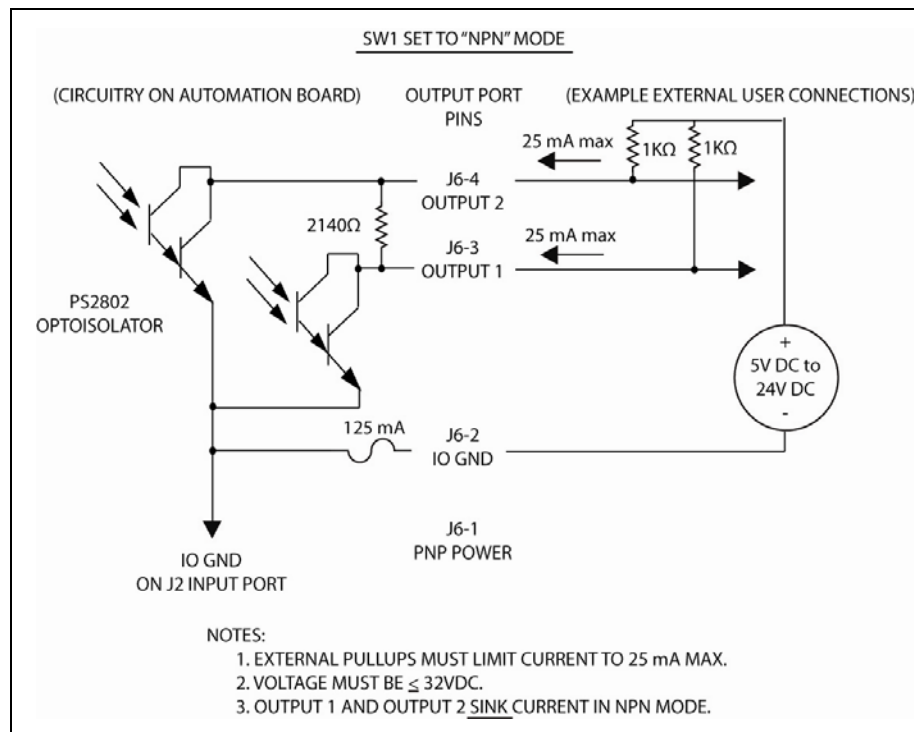 SW1 SET TO "NPN" MODE
(CIRCUITRY ON AUTOMATION BOARD)
OUTPUT PORT
PINS
(EXAMPLE EXTERNAL USER CONNECTIONS)
25 mA max
1KΩ
1KΩ
J6-4
OUTPUT 2
2140Ω
J6-3
OUTPUT 1
25 mA max
PS2802
OPTOISOLATOR
+
5V DC to
24V DC
-
125 mA
J6-2
IO GND
J6-1
PNP POWER
IO GND
ON J2 INPUT PORT
NOTES:
1. EXTERNAL PULLUPS MUST LIMIT CURRENT TO 25 mA MAX.
2. VOLTAGE MUST BE ≤ 32VDC.
3. OUTPUT 1 AND OUTPUT 2 SINK CURRENT IN NPN MODE.